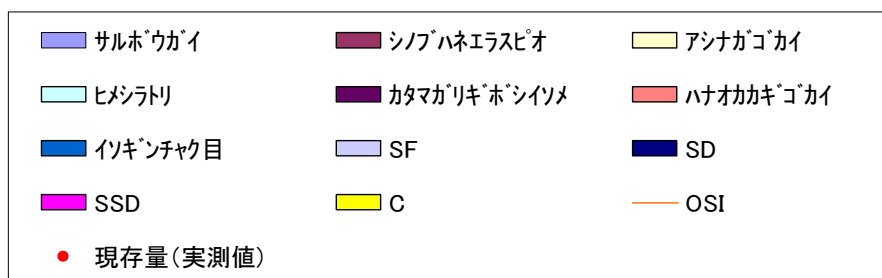 ｻﾙﾎﾞｳｶﾞｲ ｼﾉﾌﾞﾊﾈｴﾗｽﾋﾟｵ ｱｼﾅｶﾞｺﾞｶｲ
ﾋﾒｼﾗﾄﾘ ｶﾀﾏｶﾞﾘｷﾞﾎﾞｼｲｿﾒ ﾊﾅｵｶｶｷﾞｺﾞｶｲ
ｲｿｷﾞﾝﾁｬｸ目 SF SD
SSD C OSI
現存量（実測値）